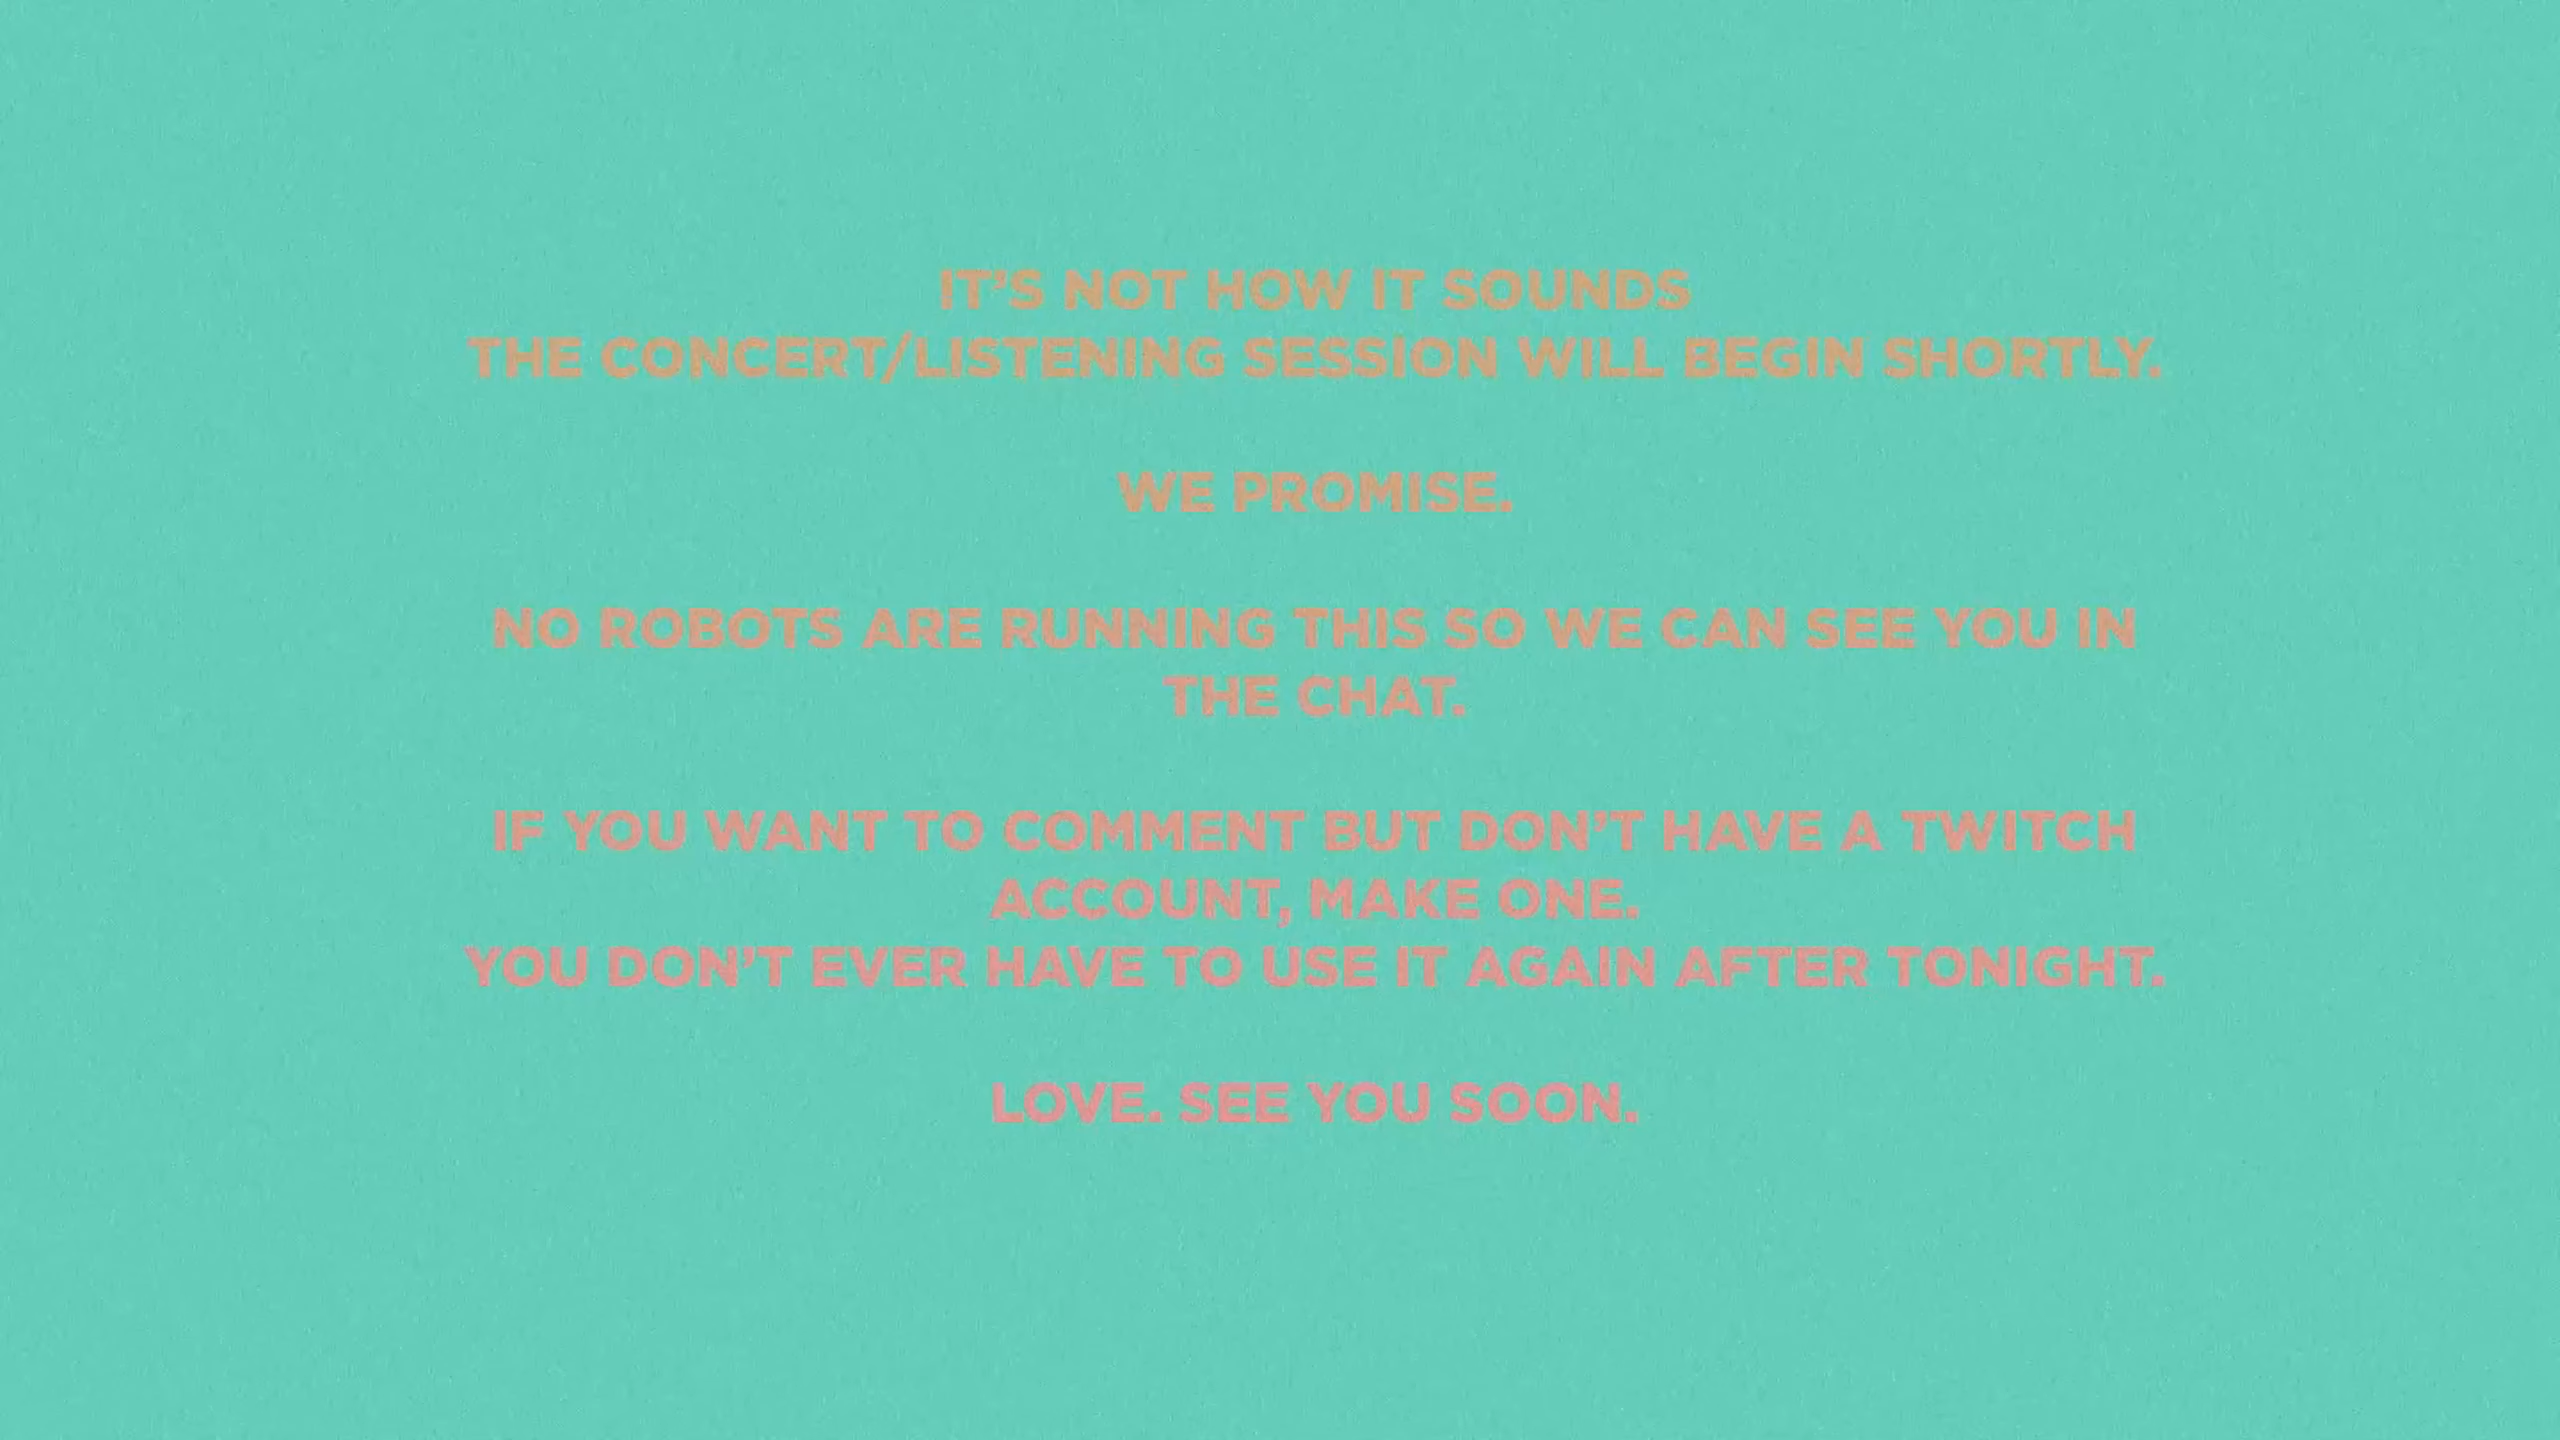 IT'S NOT HOW IT SOUNDS
THE CONCERT/LISTENING SESSION WILL BEGIN SHORTLY.
WE PROMISE.
NO ROBOTS ARE RUNNING THIS SO WE CAN SEE YOU IN
THE CHAT.
IF YOU WANT TO COMMENT BUT DON'T HAVE A TWITCH
ACCOUNT, MAKE ONE.
YOU DON'T EVER HAVE TO USE IT AGAIN AFTER TONIGHT.
LOVE. SEE YOU SOON.